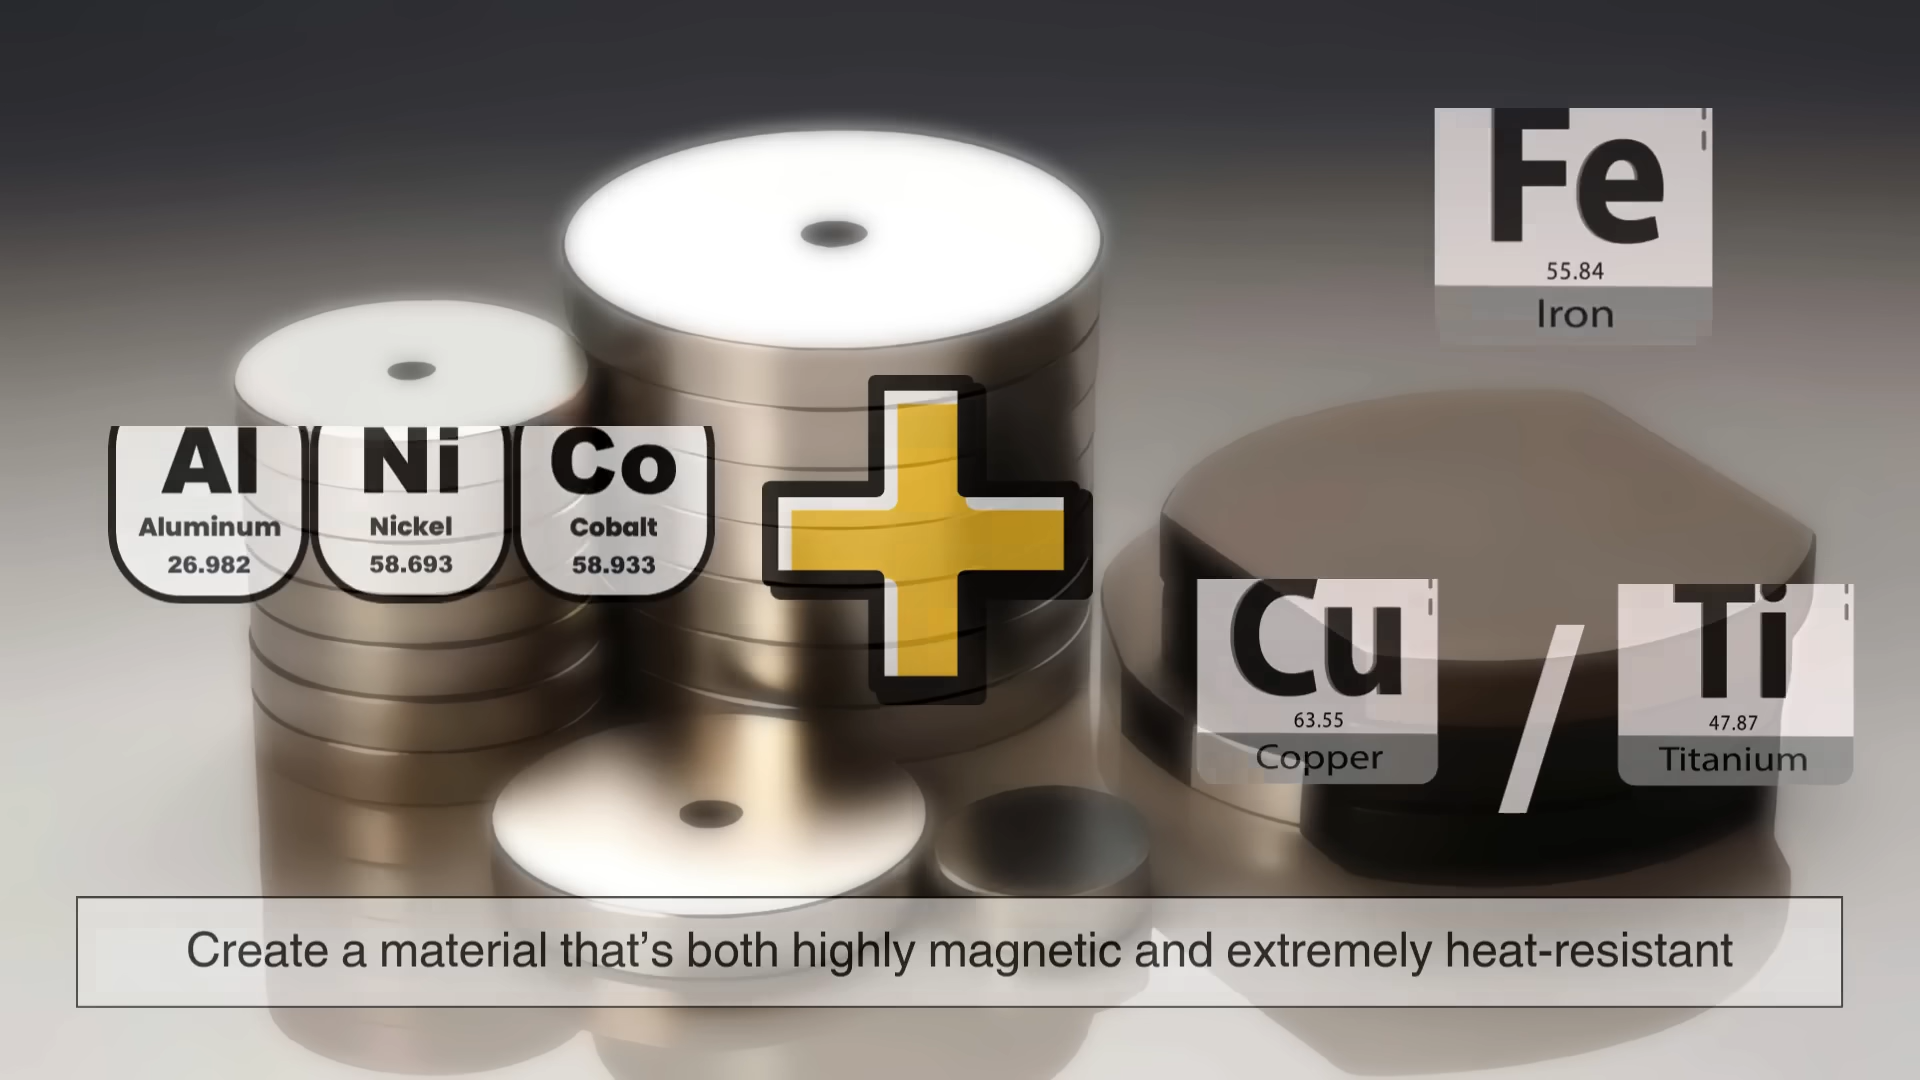 Fe
55.84
Iron
Al Ni Co
Aluminum Nickel Cobalt
26.982 58.693 58.933
Cu / Ti
63.55 47.87
Copper Titanium
Create a material that’s both highly magnetic and extremely heat-resistant